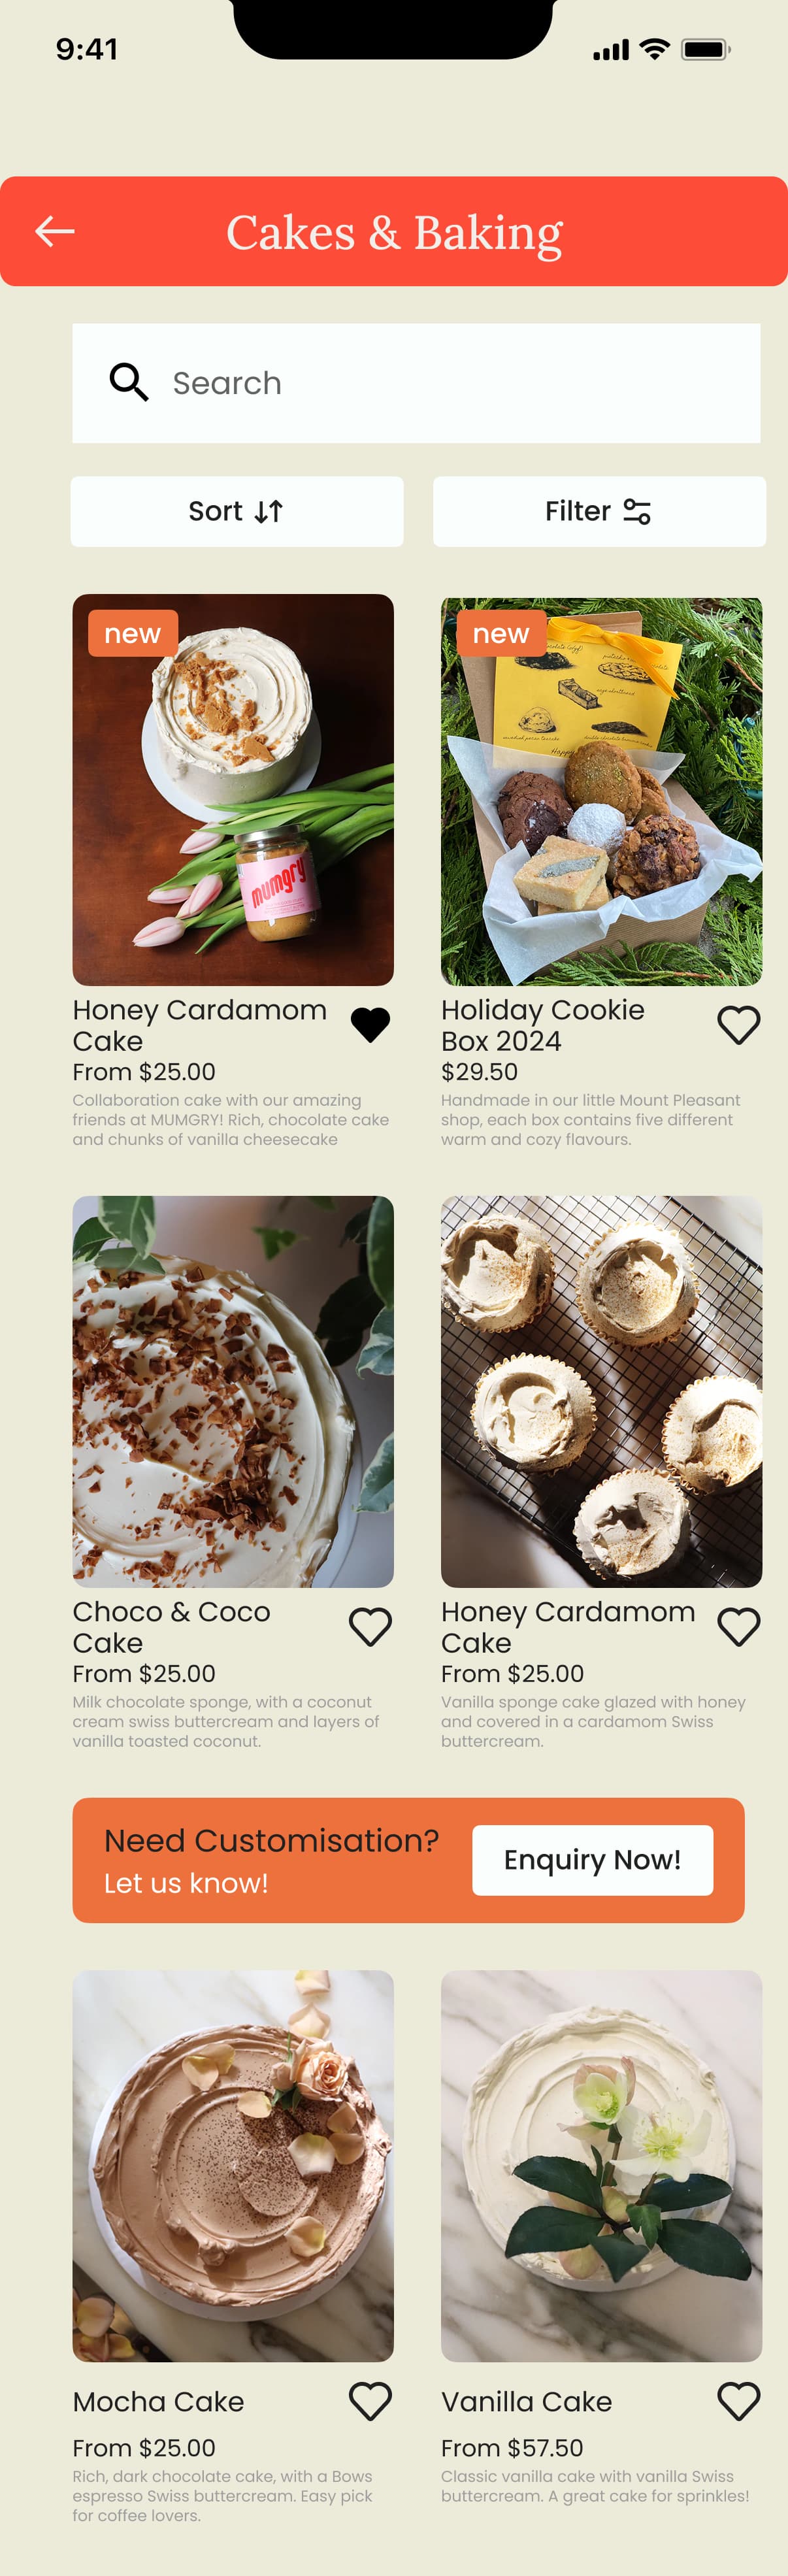 9:41
Cakes & Baking
Search
Sort
Filter
new
new
mumgry
Honey Cardamom
Cake
From $25.00
Collaboration cake with our amazing
friends at MUMGRY! Rich, chocolate cake
and chunks of vanilla cheesecake
Holiday Cookie
Box 2024
$29.50
Handmade in our little Mount Pleasant
shop, each box contains five different
warm and cozy flavours.
Choco & Coco
Cake
From $25.00
Milk chocolate sponge, with a coconut
cream swiss buttercream and layers of
vanilla toasted coconut.
Honey Cardamom
Cake
From $25.00
Vanilla sponge cake glazed with honey
and covered in a cardamom Swiss
buttercream.
Need Customisation?
Let us know!
Enquiry Now!
Mocha Cake
From $25.00
Rich, dark chocolate cake, with a Bows
espresso Swiss buttercream. Easy pick
for coffee lovers.
Vanilla Cake
From $57.50
Classic vanilla cake with vanilla Swiss
buttercream. A great cake for sprinkles!